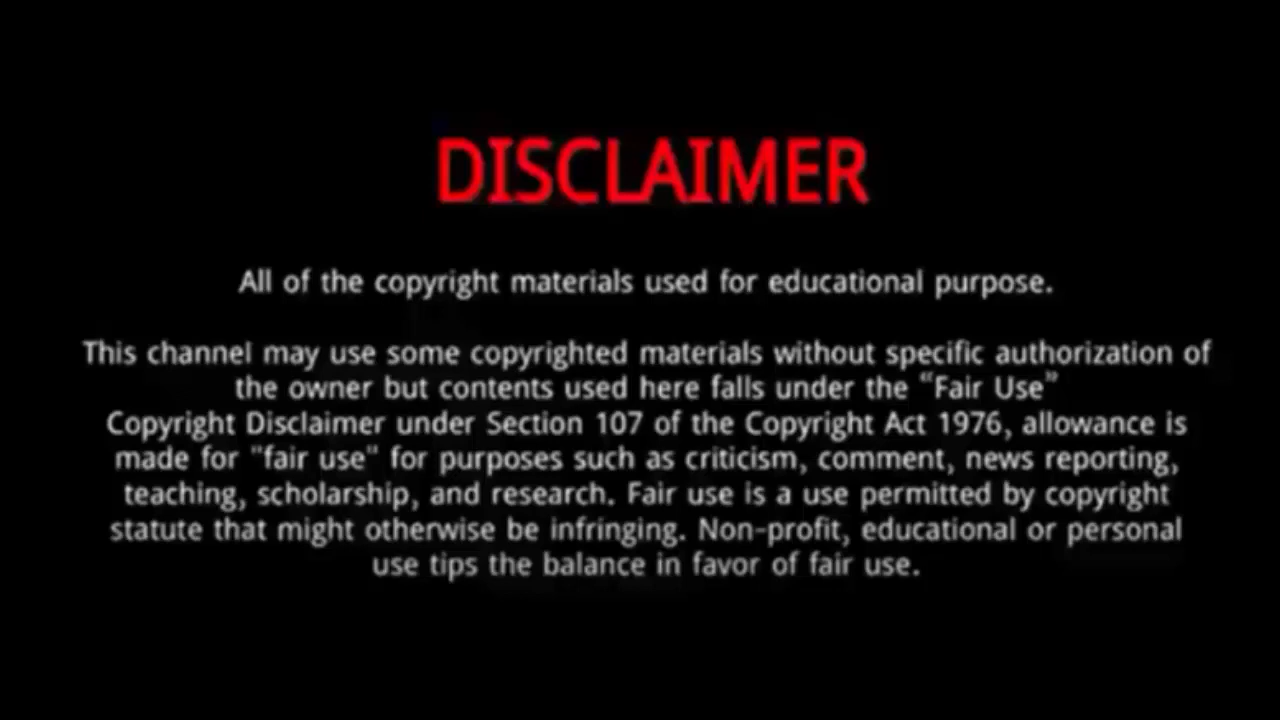 DISCLAIMER
All of the copyright materials used for educational purpose.
This channel may use some copyrighted materials without specific authorization of
the owner but contents used here falls under the “Fair Use”
Copyright Disclaimer under Section 107 of the Copyright Act 1976, allowance is
made for "fair use" for purposes such as criticism, comment, news reporting,
teaching, scholarship, and research. Fair use is a use permitted by copyright
statute that might otherwise be infringing. Non-profit, educational or personal
use tips the balance in favor of fair use.